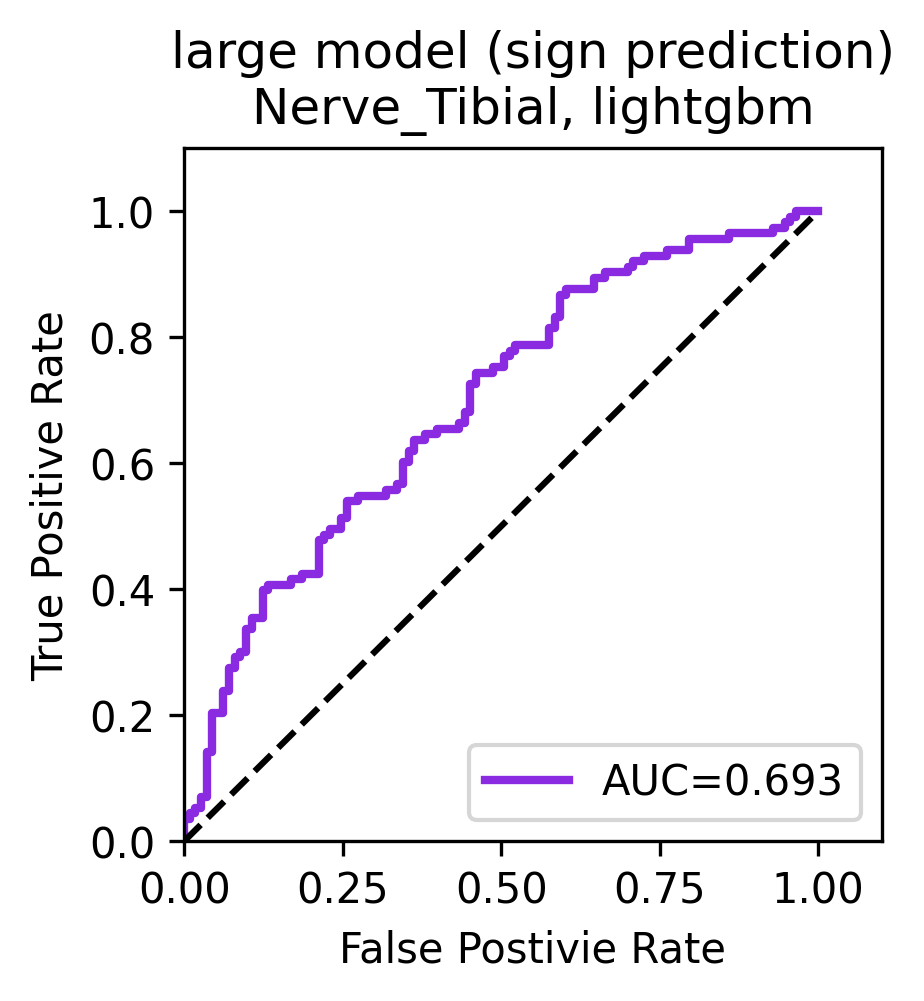 large model (sign prediction)
Nerve_Tibial, lightgbm
1.0
0.8
0.6
0.4
0.2
0.0
True Positive Rate
AUC=0.693
0.00 0.25 0.50 0.75 1.00
False Postivie Rate